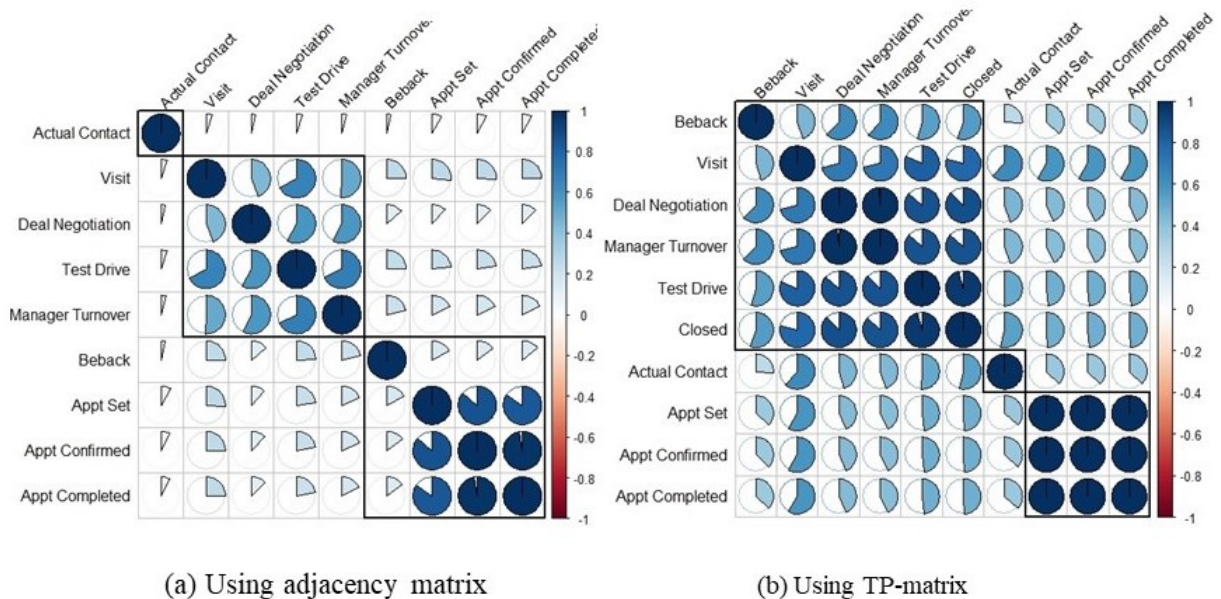 Actual Contact
Visit
Deal Negotiation
Test Drive
Manager Turnover
Beback
Appt Set
Appt Confirmed
Appt Completed
Actual Contact
Visit
Deal Negotiation
Test Drive
Manager Turnover
Beback
Appt Set
Appt Confirmed
Appt Completed
1
0.8
0.6
0.4
0.2
0
-0.2
-0.4
-0.6
-0.8
-1
(a) Using adjacency matrix
Beback
Visit
Deal Negotiation
Manager Turnover
Test Drive
Closed
Actual Contact
Appt Set
Appt Confirmed
Appt Completed
Beback
Visit
Deal Negotiation
Manager Turnover
Test Drive
Closed
Actual Contact
Appt Set
Appt Confirmed
Appt Completed
1
0.8
0.6
0.4
0.2
0
-0.2
-0.4
-0.6
-0.8
-1
(b) Using TP-matrix